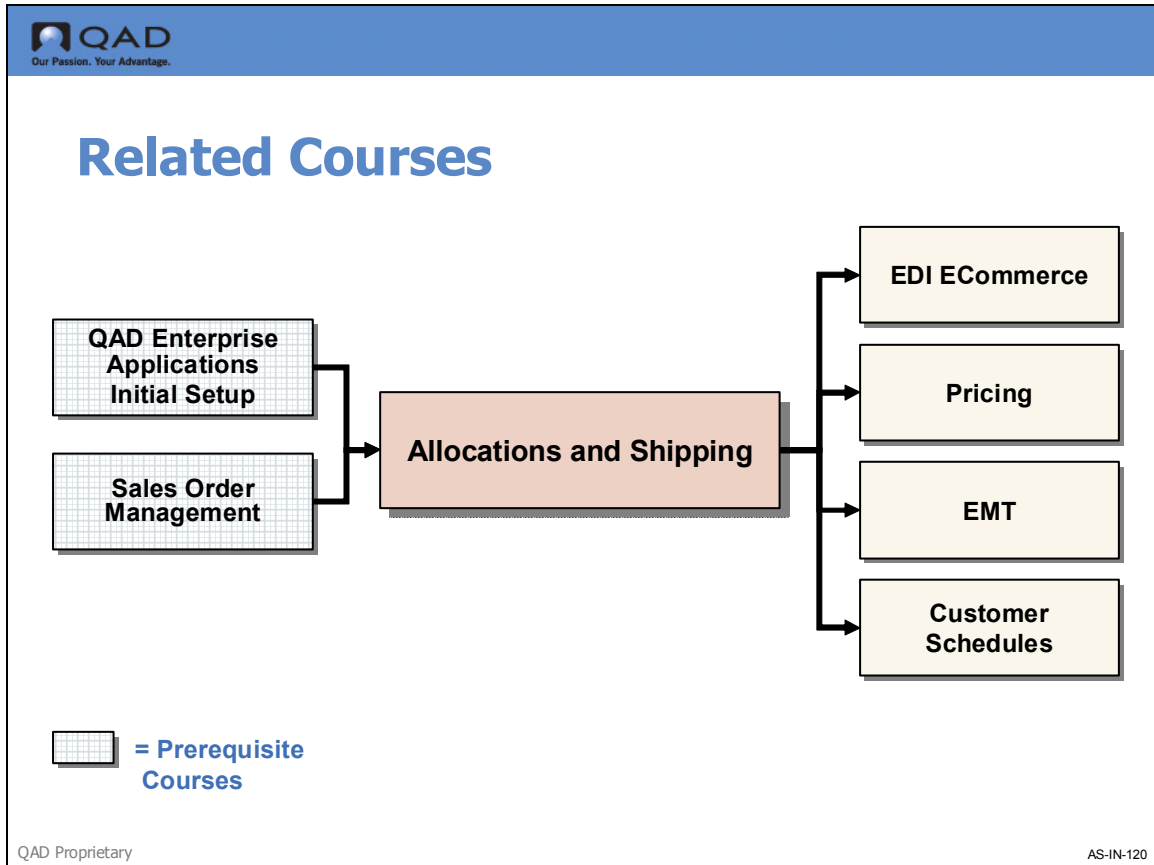 QAD
Our Passion. Your Advantage.
Related Courses
QAD Enterprise
Applications
Initial Setup
Sales Order
Management
Allocations and Shipping
EDI ECommerce
Pricing
EMT
Customer
Schedules
= Prerequisite
Courses
QAD Proprietary
AS-IN-120